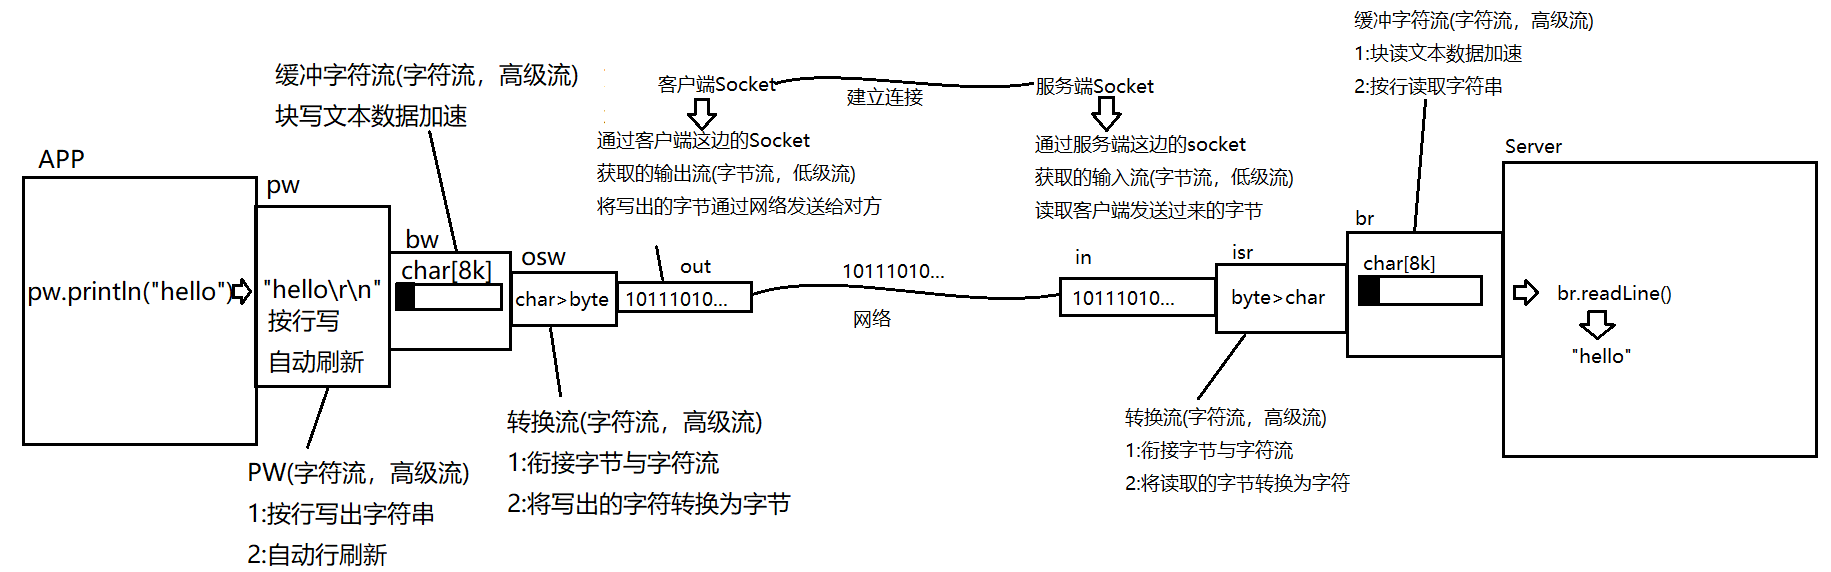 缓冲字符流(字符流，高级流)
块写文本数据加速
APP
pw
bw
osw
out
pw.println("hello")
"hello\r\n"
按行写
自动刷新
char[8k]
char>byte
10111010...
PW(字符流，高级流)
1:按行写出字符串
2:自动行刷新
转换流(字符流，高级流)
1:衔接字节与字符流
2:将写出的字符转换为字节
客户端Socket
建立连接
服务端Socket
通过客户端这边的Socket
获取的输出流(字节流，低级流)
将写出的字节通过网络发送给对方
通过服务端这边的socket
获取的输入流(字节流，低级流)
读取客户端发送过来的字节
10111010...
网络
in
10111010...
isr
byte>char
转换流(字符流，高级流)
1:衔接字节与字符流
2:将读取的字节转换为字符
缓冲字符流(字符流，高级流)
1:块读文本数据加速
2:按行读取字符串
br
char[8k]
Server
br.readLine()
"hello"